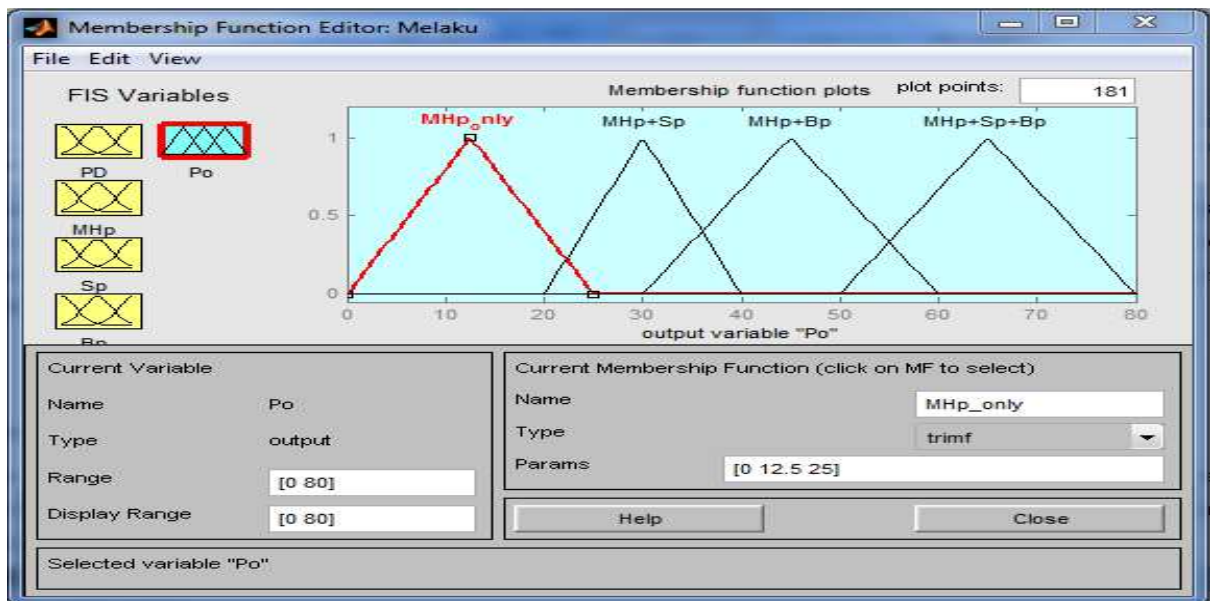 Membership Function Editor: Melaku
File Edit View
FIS Variables
PD
Po
MHp
Sp
Membership function plots
plot points:
181
MHp_only
MHp+Sp
MHp+Bp
MHp+Sp+Bp
1
0.5
0
0 10 20 30 40 50 60 70 80
output variable "Po"
Current Variable
Name Po
Type output
Range [0 80]
Display Range [0 80]
Current Membership Function (click on MF to select)
Name MHp_only
Type trimf
Params [0 12.5 25]
Help
Close
Selected variable "Po"